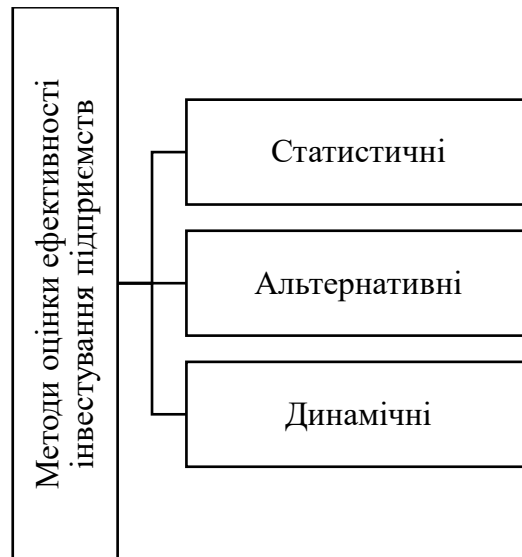 Методи оцінки ефективності
інвестування підприємств
Статистичні
Альтернативні
Динамічні